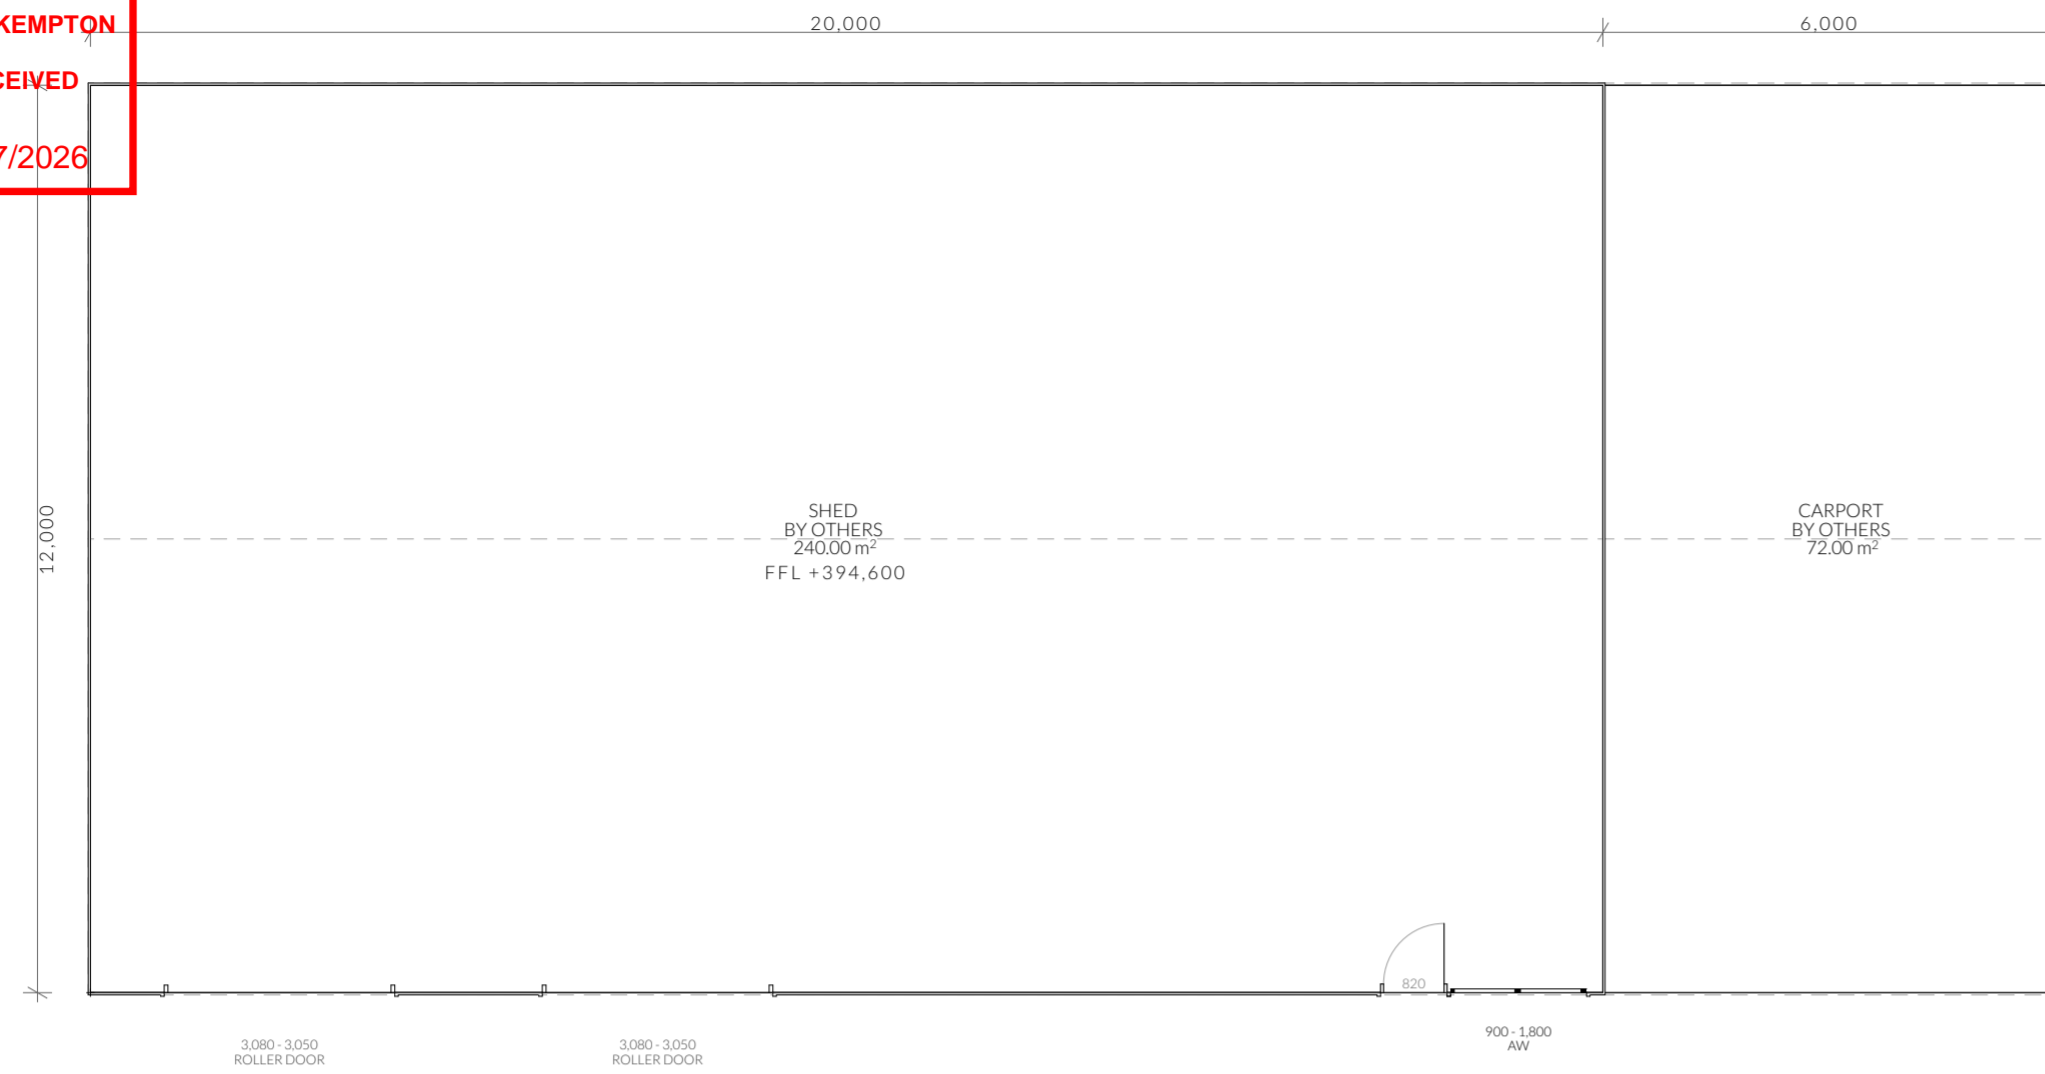 KEMPTON
CEIVED
7/2026
20,000
6,000
12,000
SHED
BY OTHERS
240.00 m²
FFL +394,600
CARPORT
BY OTHERS
72.00 m²
820
3,080 - 3,050
ROLLER DOOR
3,080 - 3,050
ROLLER DOOR
900 - 1,800
AW